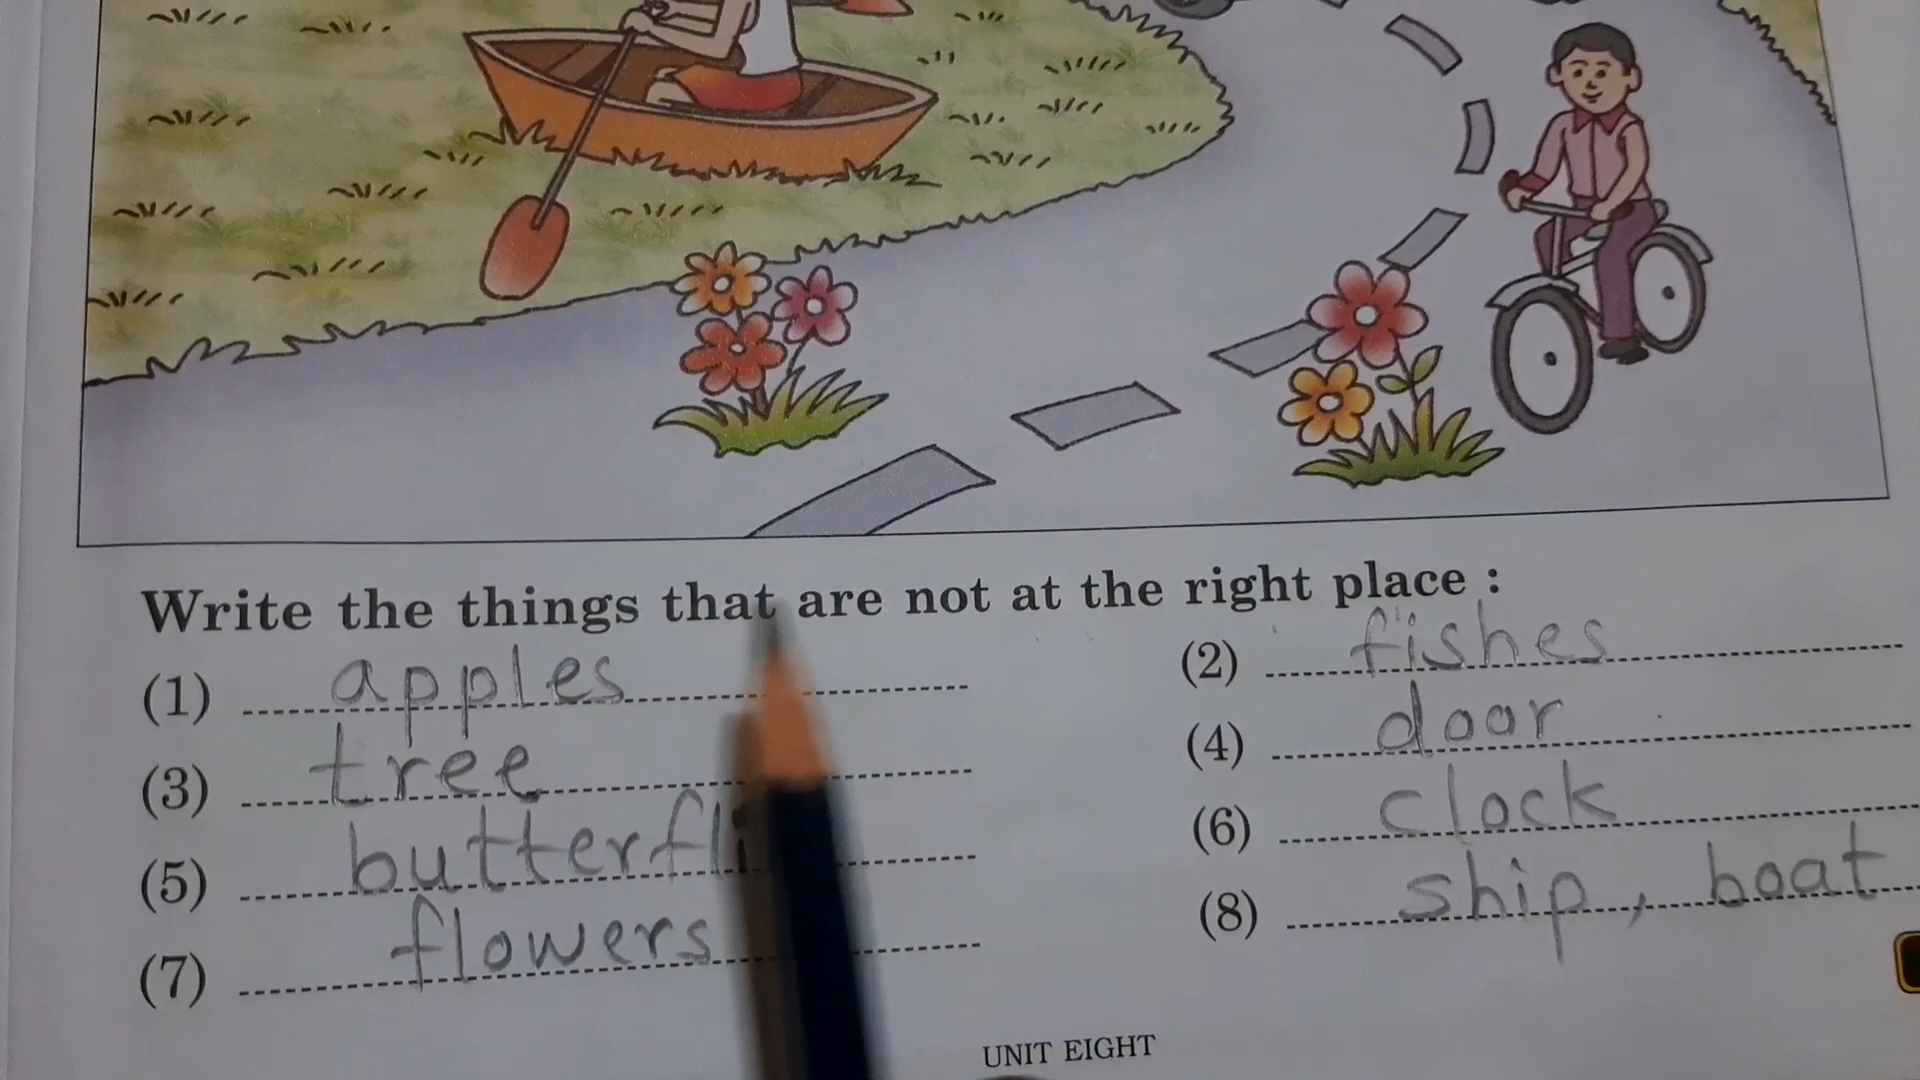 Write the things that are not at the right place :
(1) apples (2) fishes
(3) tree (4) door
(5) (6) clock
(7) flowers (8) ship, boat
UNIT EIGHT